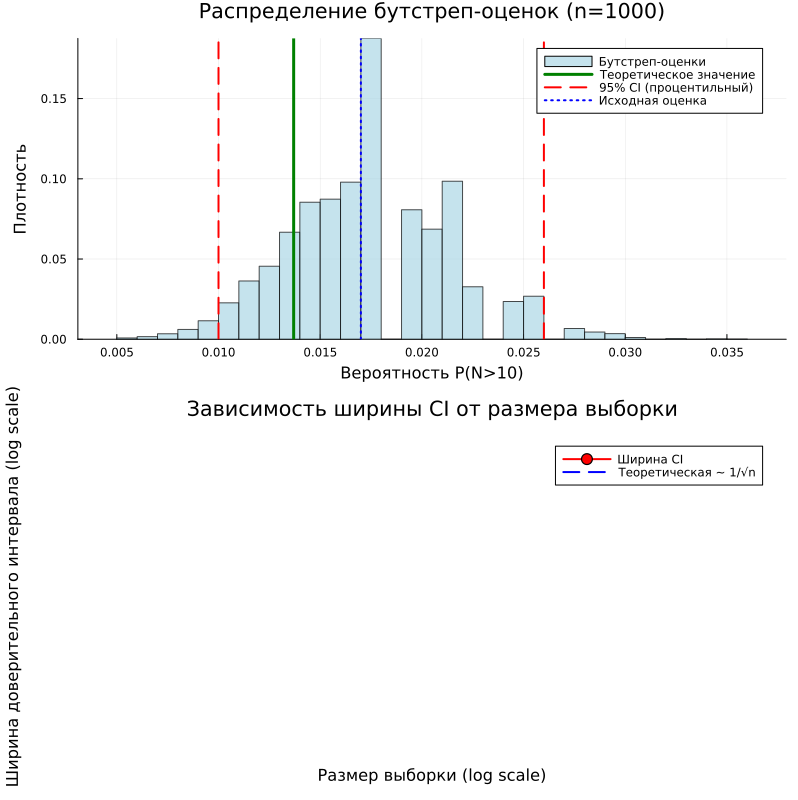 Распределение бутстреп-оценок (n=1000)
Плотность
0.15
0.10
0.05
0.00
Бутстреп-оценки
Теоретическое значение
95% CI (процентильный)
Исходная оценка
0.005
0.010
0.015
0.020
0.025
0.030
0.035
Вероятность P(N>10)
Зависимость ширины CI от размера выборки
Ширина доверительного интервала (log scale)
Ширина CI
Теоретическая ~ 1/√n
Размер выборки (log scale)